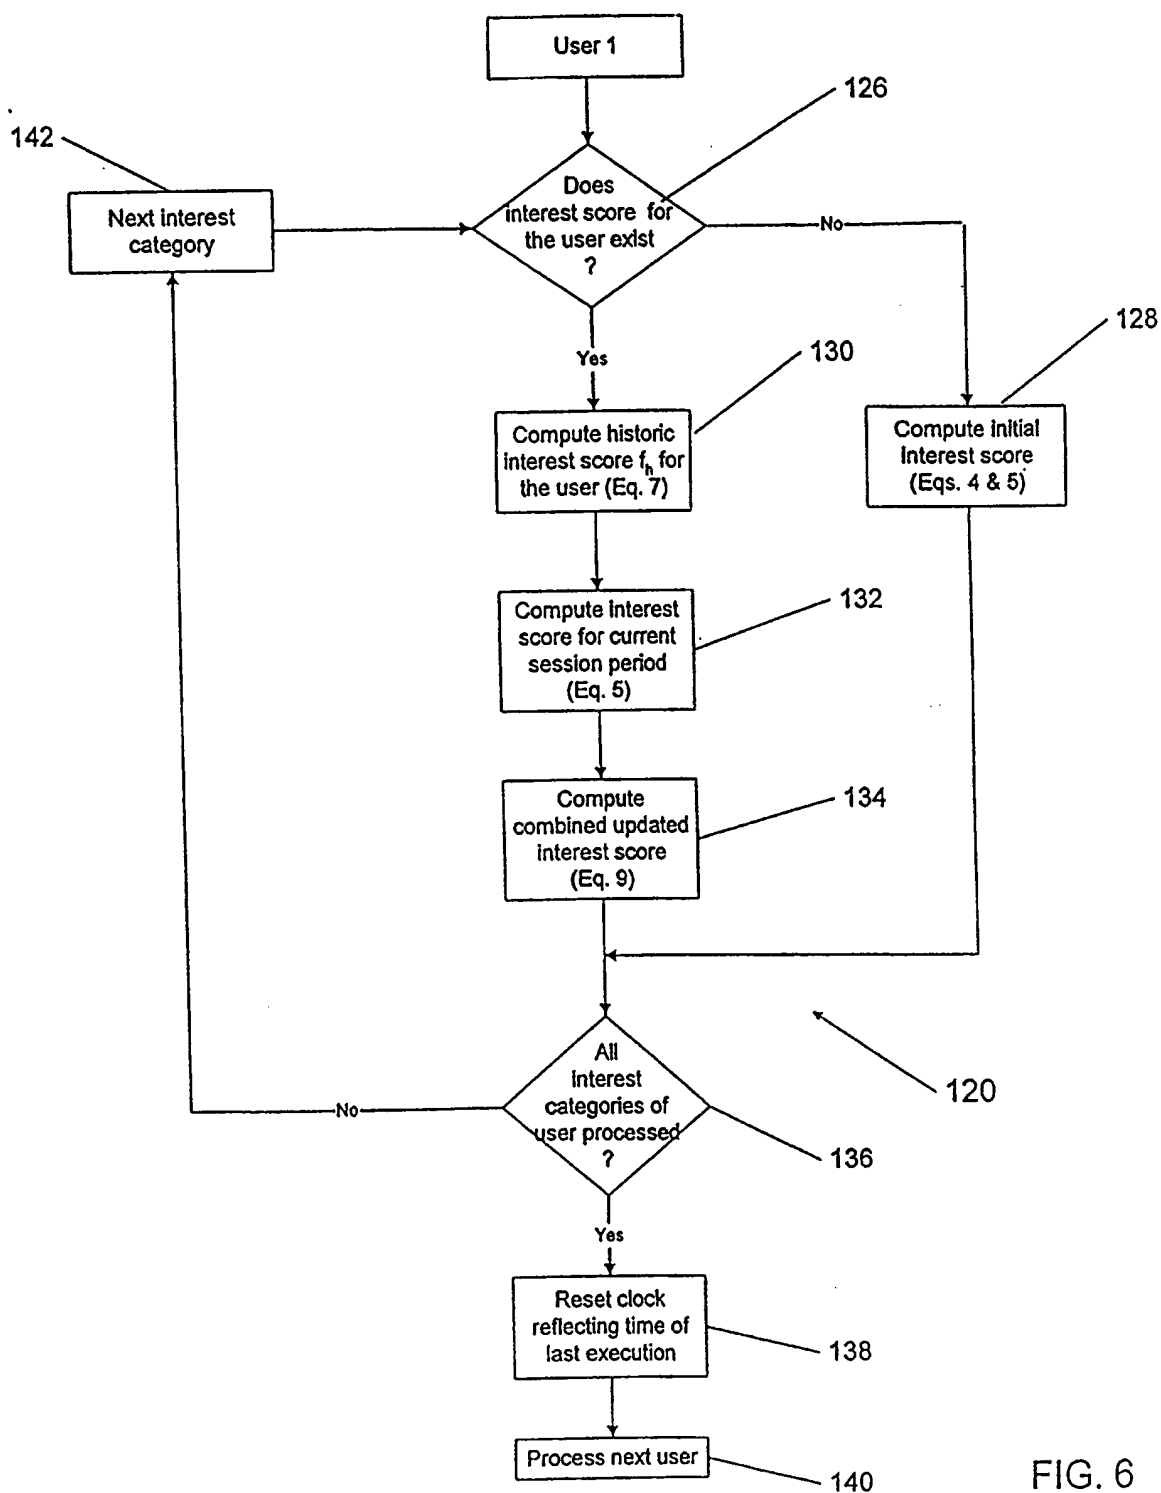 User 1
126
142
Does
interest score for
the user exist
?
Next interest
category
No
128
Yes
130
Compute historic
interest score fh for
the user (Eq. 7)
Compute initial
interest score
(Eqs. 4 & 5)
132
Compute interest
score for current
session period
(Eq. 5)
134
Compute
combined updated
interest score
(Eq. 9)
All
interest
categories of
user processed
?
120
No
136
Yes
Reset clock
reflecting time of
last execution
138
Process next user
140
FIG. 6